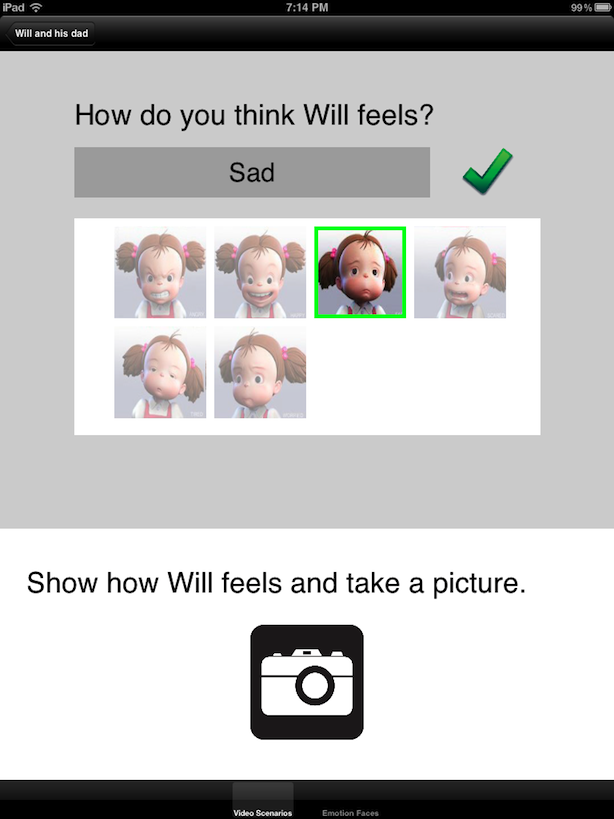 iPad 7:14 PM 99%
Will and his dad
How do you think Will feels?
Sad
Show how Will feels and take a picture.
Video Scenarios Emotion Faces